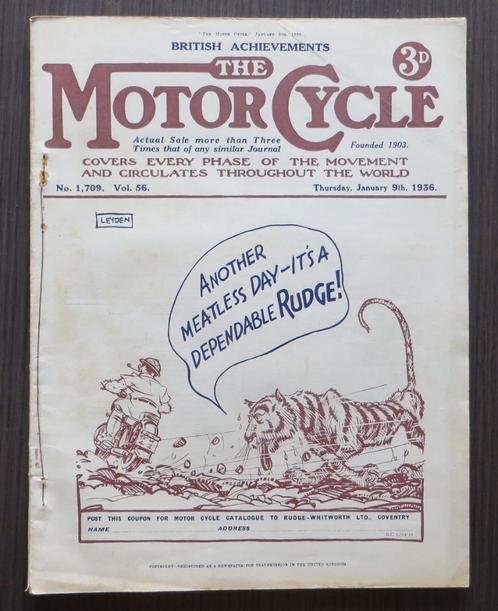 "THE MOTOR CYCLE," JANUARY 9TH, 1936.
BRITISH ACHIEVEMENTS
THE
3D
MOTOR CYCLE
Actual Sale more than Three
Times that of any similar Journal
Founded 1903.
COVERS EVERY PHASE OF THE MOVEMENT
AND CIRCULATES THROUGHOUT THE WORLD
No. 1,709. Vol. 56.
Thursday, January 9th, 1936.
LEYDEN
ANOTHER
MEATLESS DAY-IT'S A
DEPENDABLE RUDGE!
POST THIS COUPON FOR MOTOR CYCLE CATALOGUE TO RUDGE-WHITWORTH LTD., COVENTRY
NAME
ADDRESS
COPYRIGHT-REGISTERED AS A NEWSPAPER FOR TRANSMISSION IN THE UNITED KINGDOM